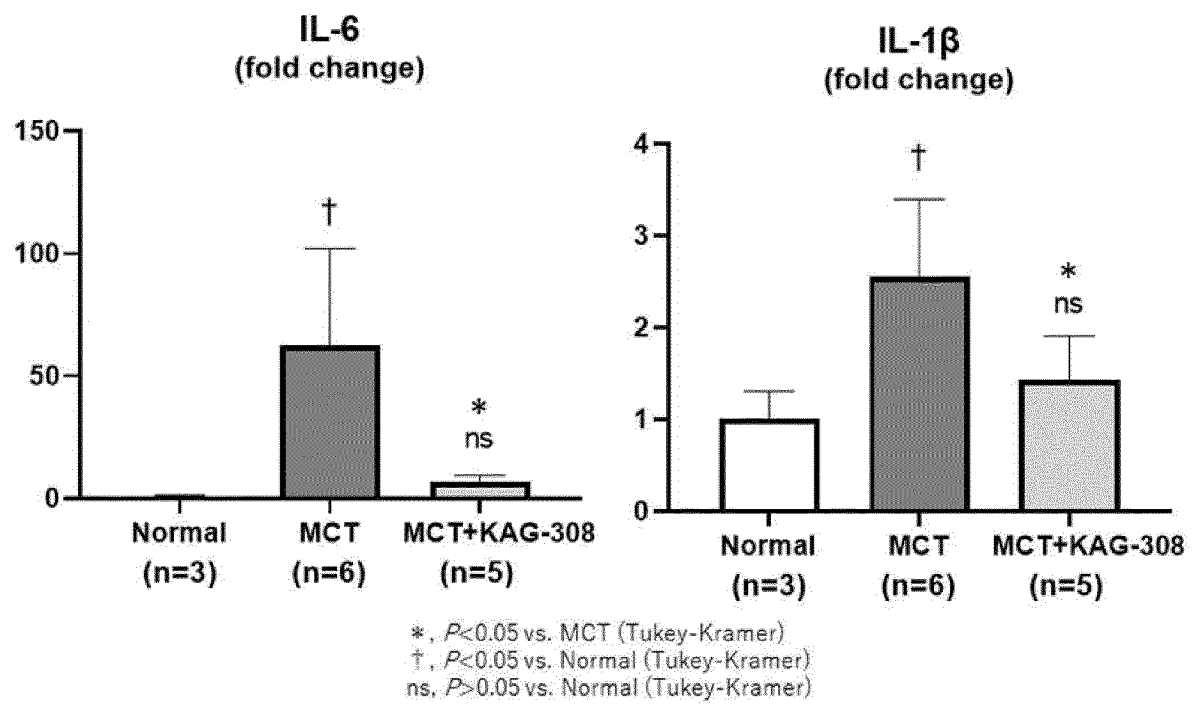 IL-6
(fold change)
150
100
50
0
†
*
ns
Normal
MCT
MCT+KAG-308
(n=3)
(n=6)
(n=5)
IL-1β
(fold change)
4
3
2
1
0
†
*
ns
Normal
MCT
MCT+KAG-308
(n=3)
(n=6)
(n=5)
*, P<0.05 vs. MCT (Tukey-Kramer)
†, P<0.05 vs. Normal (Tukey-Kramer)
ns, P>0.05 vs. Normal (Tukey-Kramer)